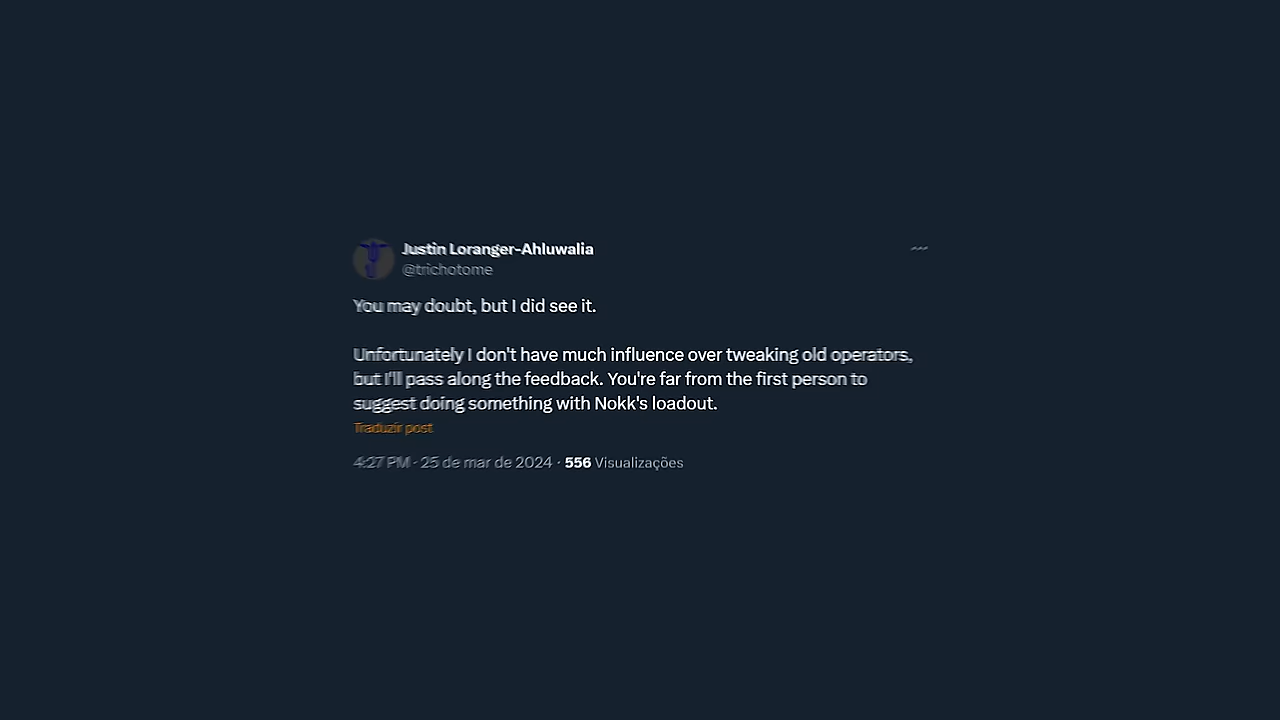 Justin Loranger-Ahluwalia
@trichotome
You may doubt, but I did see it.
Unfortunately I don't have much influence over tweaking old operators,
but I'll pass along the feedback. You're far from the first person to
suggest doing something with Nokk's loadout.
Traduzir post
4:27 PM · 25 de mar de 2024 · 556 Visualizações